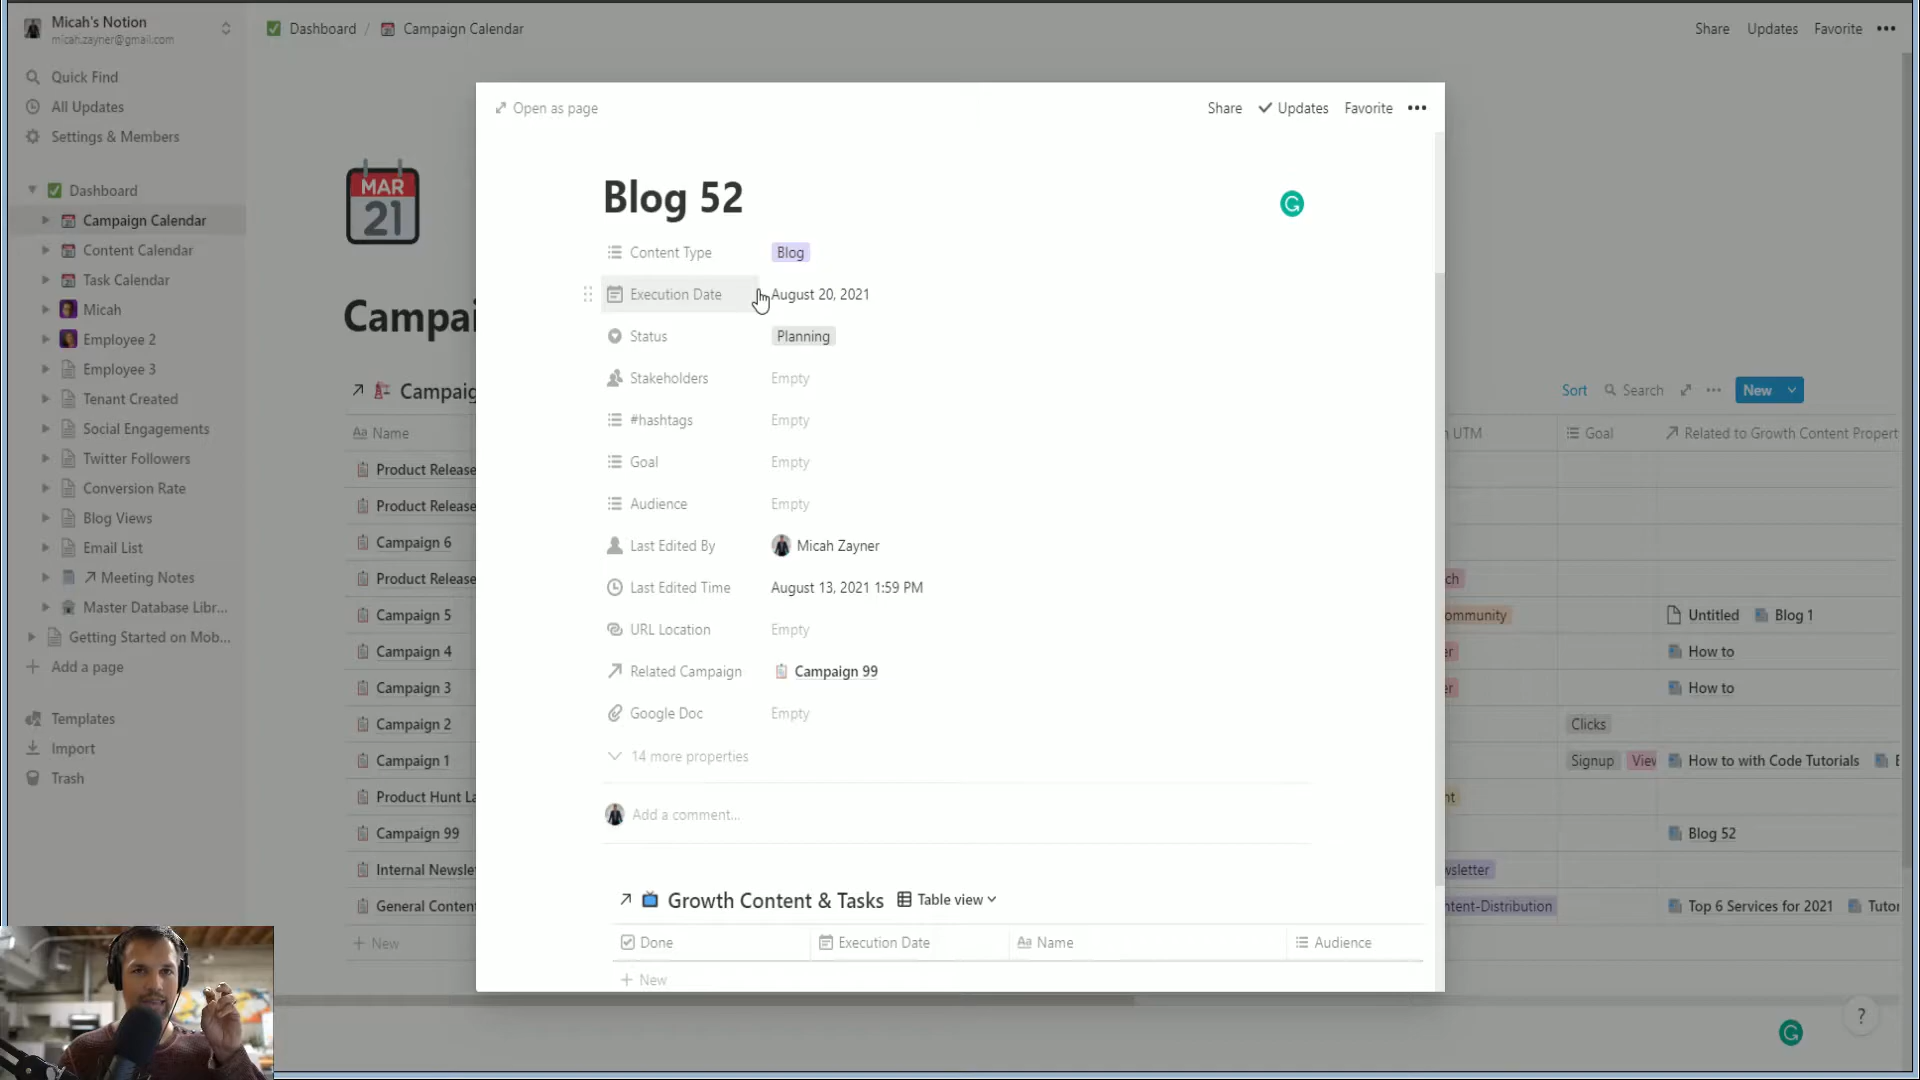 Micah's Notion
micah.zayner@gmail.com
Dashboard / Campaign Calendar
Share Updates Favorite
Quick Find
All Updates
Settings & Members
Dashboard
Campaign Calendar
Content Calendar
Task Calendar
Micah
Employee 2
Employee 3
Tenant Created
Social Engagements
Twitter Followers
Conversion Rate
Blog Views
Email List
Meeting Notes
Master Database Libr...
Getting Started on Mob...
Add a page
Templates
Import
Trash
MAR
21
Campai
Campaig
Name
Product Release
Product Release
Campaign 6
Product Release
Campaign 5
Campaign 4
Campaign 3
Campaign 2
Campaign 1
Product Hunt La
Campaign 99
Internal Newsle
General Conten
New
Open as page
Share Updates Favorite
Blog 52
Content Type Blog
Execution Date August 20, 2021
Status Planning
Stakeholders Empty
#hashtags Empty
Goal Empty
Audience Empty
Last Edited By Micah Zayner
Last Edited Time August 13, 2021 1:59 PM
URL Location Empty
Related Campaign Campaign 99
Google Doc Empty
14 more properties
Add a comment...
Growth Content & Tasks Table view
Done Execution Date Name Audience
New
Sort Search New
UTM Goal Related to Growth Content Propert
ch
ommunity Untitled Blog 1
er How to
er How to
Clicks
Signup Viev How to with Code Tutorials E
nt
Blog 52
wsletter
ntent-Distribution Top 6 Services for 2021 Tutor
?